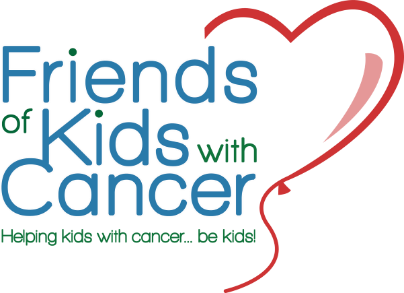 Friends
of Kids with
Cancer
Helping kids with cancer... be kids!